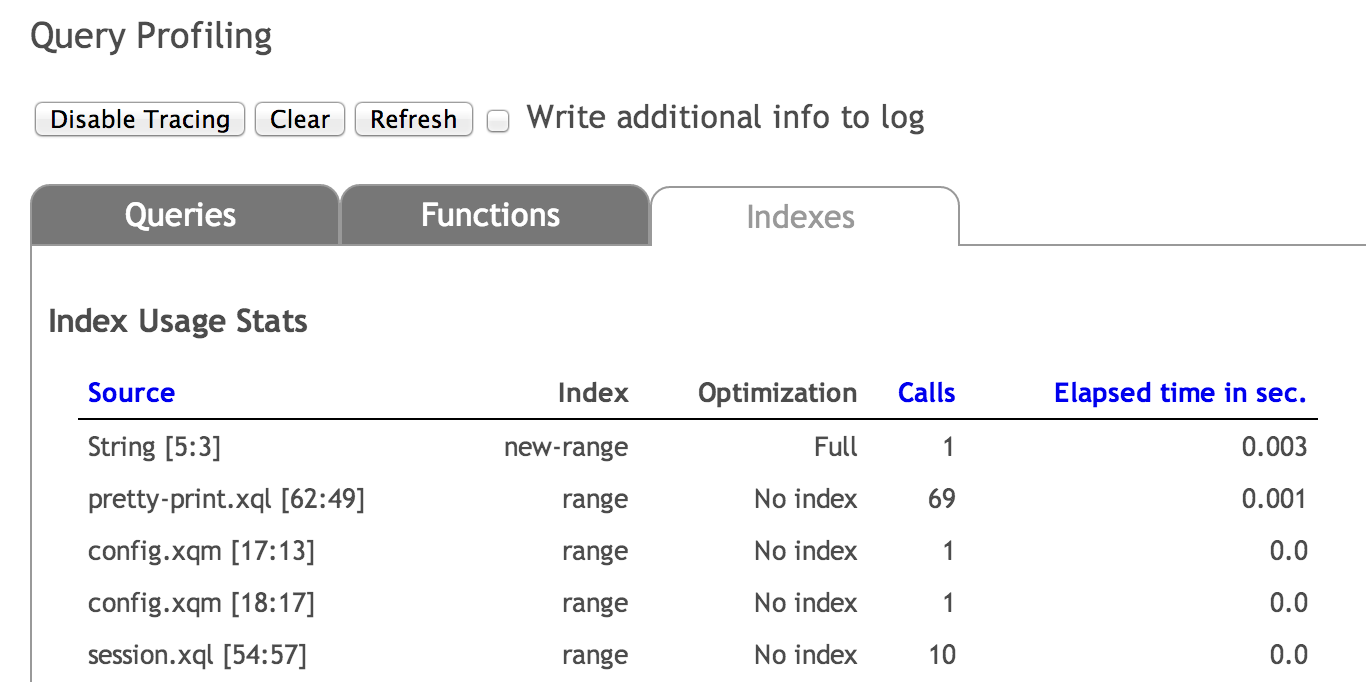 Query Profiling
Disable Tracing Clear Refresh Write additional info to log
Queries Functions Indexes
Index Usage Stats
Source Index Optimization Calls Elapsed time in sec.
String [5:3] new-range Full 1 0.003
pretty-print.xql [62:49] range No index 69 0.001
config.xqm [17:13] range No index 1 0.0
config.xqm [18:17] range No index 1 0.0
session.xql [54:57] range No index 10 0.0